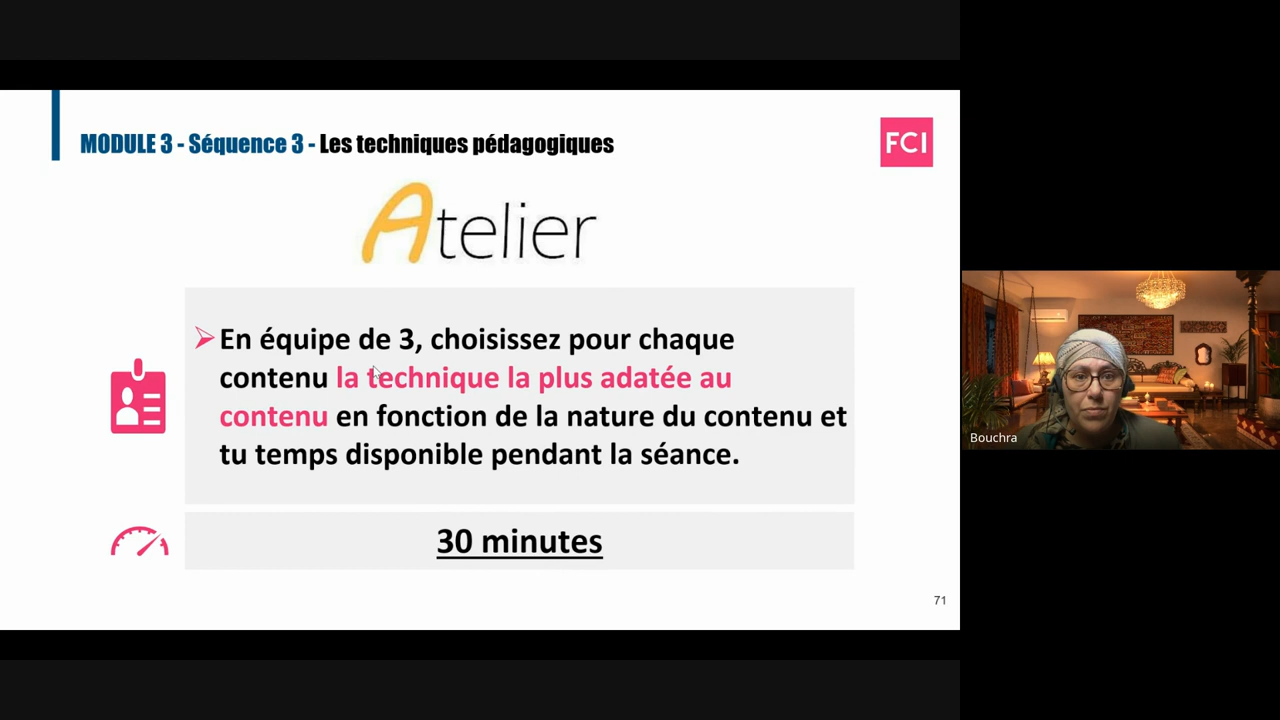 MODULE 3 - Séquence 3 - Les techniques pédagogiques
FCI
Atelier
En équipe de 3, choisissez pour chaque
contenu la technique la plus adatée au
contenu en fonction de la nature du contenu et
tu temps disponible pendant la séance.
30 minutes
71
Bouchra